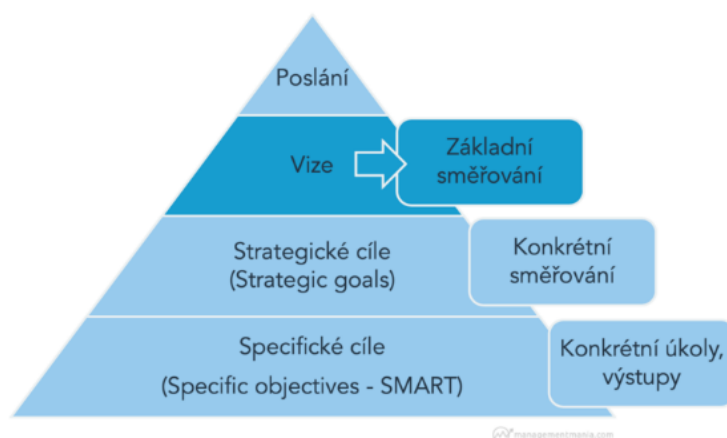 Poslání
Vize
Základní
směřování
Strategické cíle
(Strategic goals)
Konkrétní
směřování
Specifické cíle
(Specific objectives - SMART)
Konkrétní úkoly,
výstupy
managementmania.com